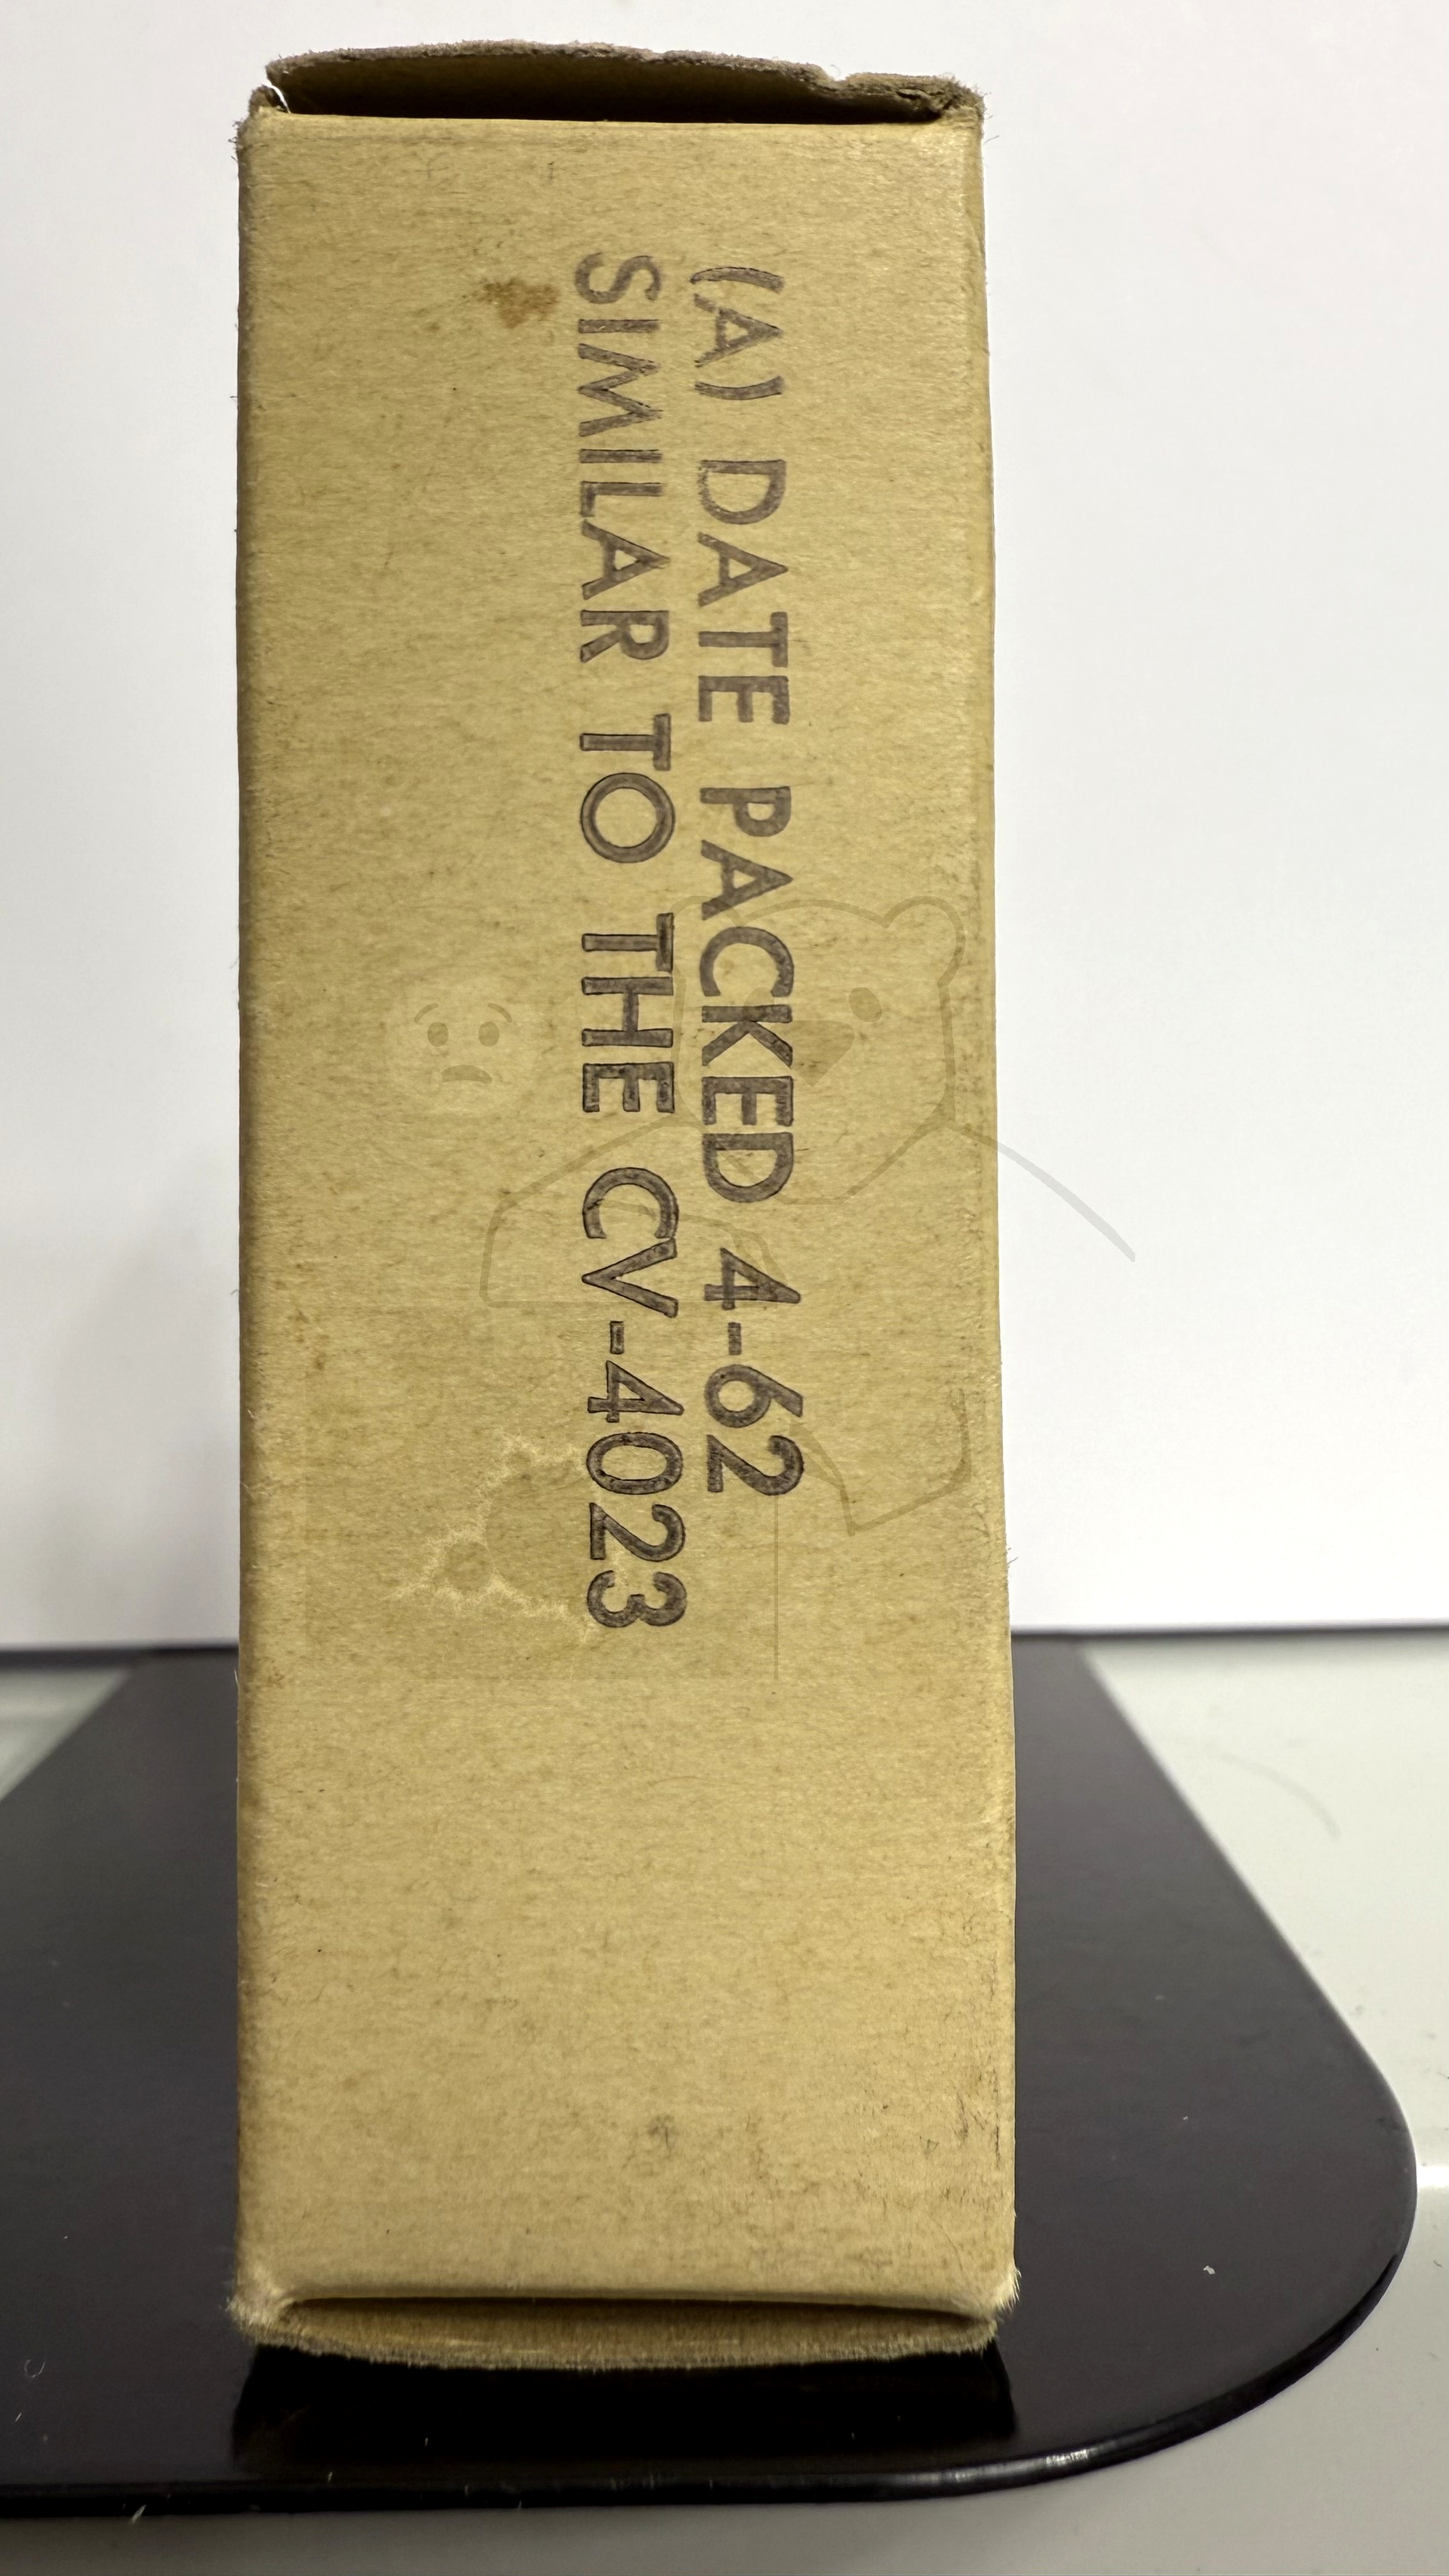 (A) DATE PACKED 4-62
SIMILAR TO THE CV-4023